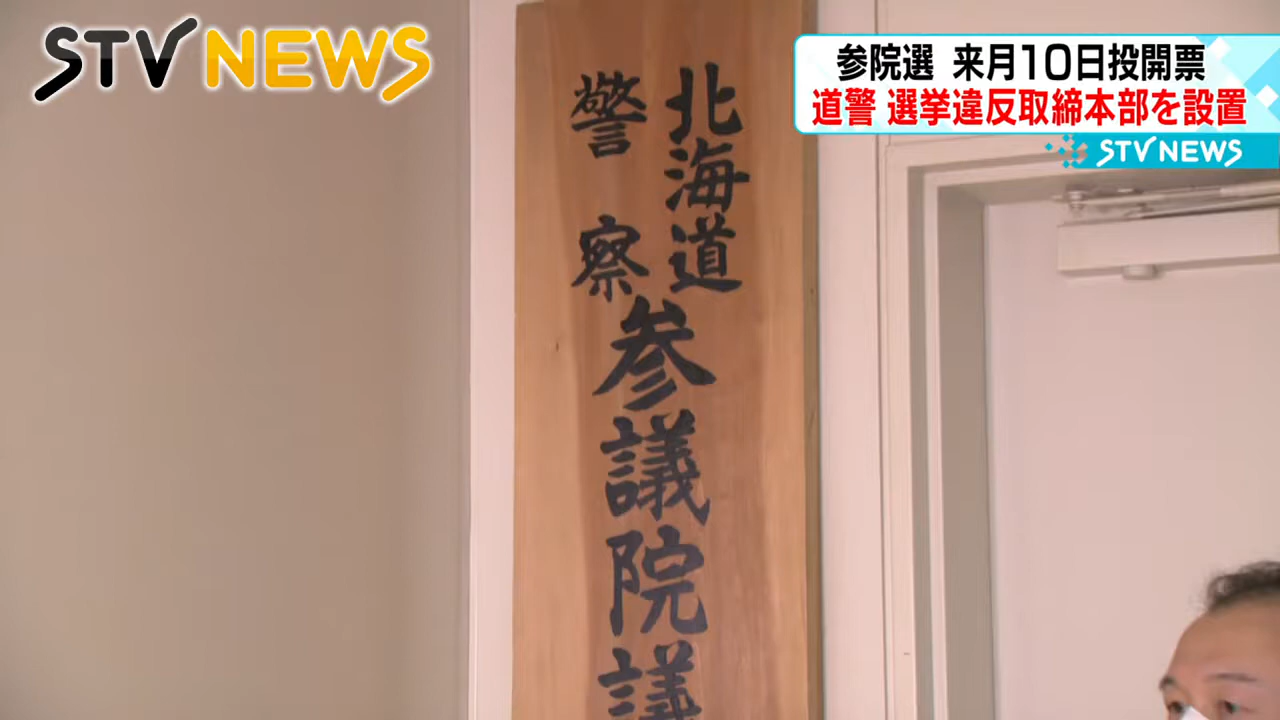 STV NEWS
参院選 来月10日投開票
道警 選挙違反取締本部を設置
STV NEWS
北海道
警察
参議院議